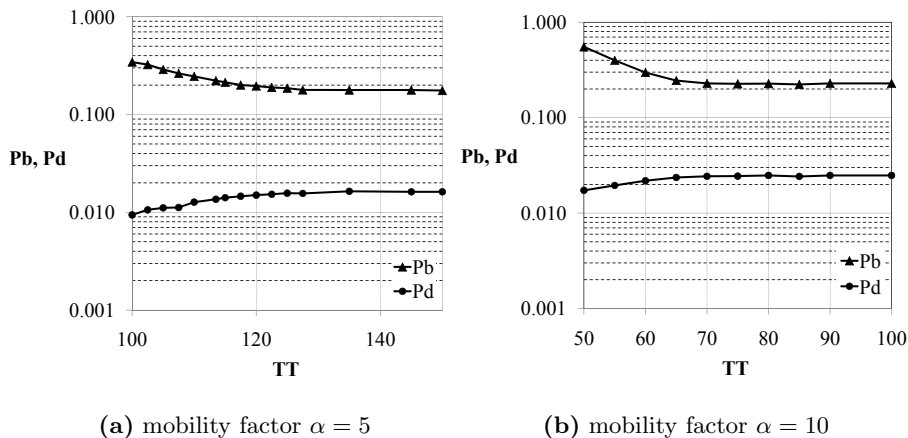 1.000
0.100
Pb, Pd
0.010
0.001
Pb
Pd
100 120 140
TT
(a) mobility factor α = 5
1.000
0.100
Pb, Pd
0.010
0.001
Pb
Pd
50 60 70 80 90 100
TT
(b) mobility factor α = 10